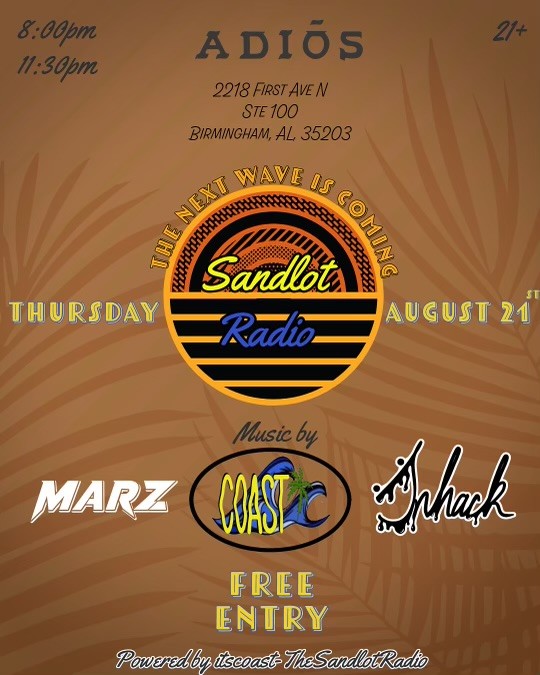 8:00pm
11:30pm
ADIŌS
21+
2218 First Ave N
Ste 100
Birmingham, AL 35203
THE NEXT WAVE IS COMING
Sandlot
Radio
THURSDAY
AUGUST 21ST
Music by
MARZ
COAST
Jnhack
FREE
ENTRY
Powered by itscoast-TheSandlotRadio